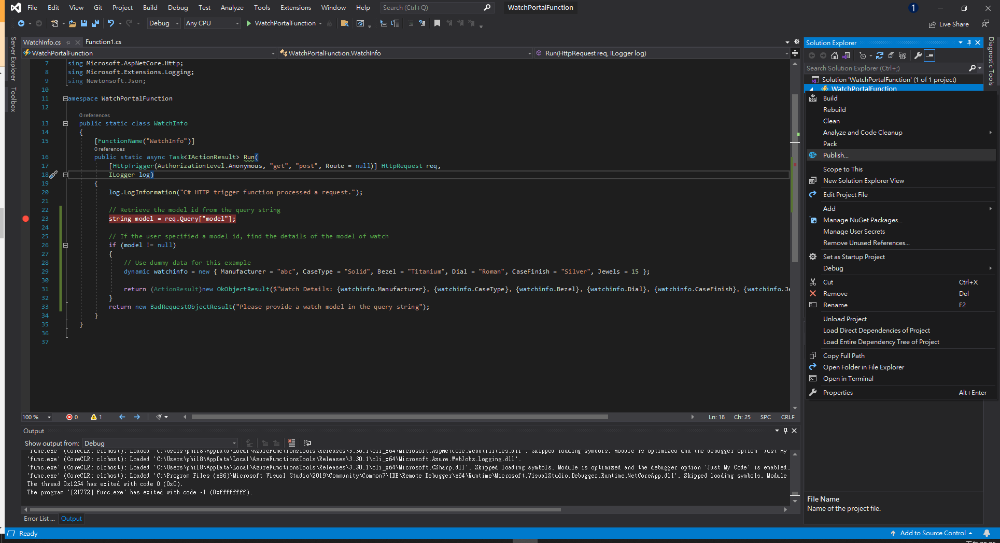 File Edit View Git Project Build Debug Test Analyze Tools Extensions Window Help Search (Ctrl+Q) WatchPortalFunction 1
Debug Any CPU WatchPortalFunction Live Share
Server Explorer
Toolbox
WatchInfo.cs Function1.cs
WatchPortalFunction WatchPortalFunction.WatchInfo Run(HttpRequest req, ILogger log)
7 sing Microsoft.AspNetCore.Http;
8 sing Microsoft.Extensions.Logging;
9 sing Newtonsoft.Json;
10
11 amespace WatchPortalFunction
12
0 references
13 public static class WatchInfo
14 {
15 [FunctionName("WatchInfo")]
0 references
16 public static async Task<IActionResult> Run(
17 [HttpTrigger(AuthorizationLevel.Anonymous, "get", "post", Route = null)] HttpRequest req,
18 ILogger log)
19 {
20 log.LogInformation("C# HTTP trigger function processed a request.");
21
22 // Retrieve the model id from the query string
23 string model = req.Query["model"];
24
25 // If the user specified a model id, find the details of the model of watch
26 if (model != null)
27 {
28 // Use dummy data for this example
29 dynamic watchinfo = new { Manufacturer = "abc", CaseType = "Solid", Bezel = "Titanium", Dial = "Roman", CaseFinish = "Silver", Jewels = 15 };
30
31 return (ActionResult)new OkObjectResult($"Watch Details: {watchinfo.Manufacturer}, {watchinfo.CaseType}, {watchinfo.Bezel}, {watchinfo.Dial}, {watchinfo.CaseFinish}, {watchinfo.Je
32 }
33 return new BadRequestObjectResult("Please provide a watch model in the query string");
34 }
35 }
36
37
100 % 0 1 Ln: 18 Ch: 25 SPC CRLF
Output
Show output from: Debug
'func.exe' (CoreCLR: clrhost): Loaded 'C:\Users\phil8\AppData\Local\AzureFunctionsTools\Releases\3.30.1\cli_x64\Microsoft.AspNetCore.WebUtilities.dll'. Skipped loading symbols. Module is optimized and the debugger option 'Just My
'func.exe' (CoreCLR: clrhost): Loaded 'C:\Users\phil8\AppData\Local\AzureFunctionsTools\Releases\3.30.1\cli_x64\Microsoft.Azure.WebJobs.Logging.dll'.
'func.exe' (CoreCLR: clrhost): Loaded 'C:\Users\phil8\AppData\Local\AzureFunctionsTools\Releases\3.30.1\cli_x64\Microsoft.CSharp.dll'. Skipped loading symbols. Module is optimized and the debugger option 'Just My Code' is enabled.
'func.exe' (CoreCLR: clrhost): Loaded 'C:\Program Files (x86)\Microsoft Visual Studio\2019\Community\Common7\IDE\Remote Debugger\x64\Runtime\Microsoft.VisualStudio.Debugger.Runtime.NetCoreApp.dll'. Skipped loading symbols. Module
The thread 0x1254 has exited with code 0 (0x0).
The program '[21772] func.exe' has exited with code -1 (0xffffffff).
Error List ... Output
Solution Explorer
Search Solution Explorer (Ctrl+;)
Solution 'WatchPortalFunction' (1 of 1 project)
WatchPortalFunction
Build
Rebuild
Clean
Analyze and Code Cleanup
Pack
Publish...
Scope to This
New Solution Explorer View
Edit Project File
Add
Manage NuGet Packages...
Manage User Secrets
Remove Unused References...
Set as Startup Project
Debug
Cut Ctrl+X
Remove Del
Rename F2
Unload Project
Load Direct Dependencies of Project
Load Entire Dependency Tree of Project
Copy Full Path
Open Folder in File Explorer
Open in Terminal
Properties Alt+Enter
File Name
Name of the project file.
Diagnostic Tools
Ready Add to Source Control